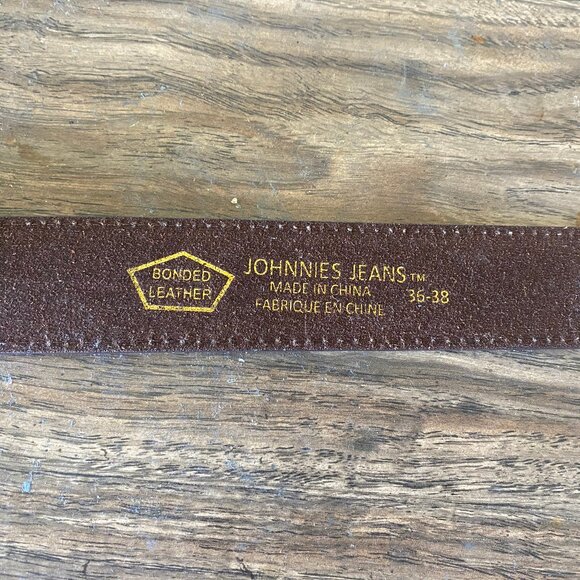 BONDED
LEATHER
JOHNNIES JEANS™
MADE IN CHINA
FABRIQUE EN CHINE
36-38